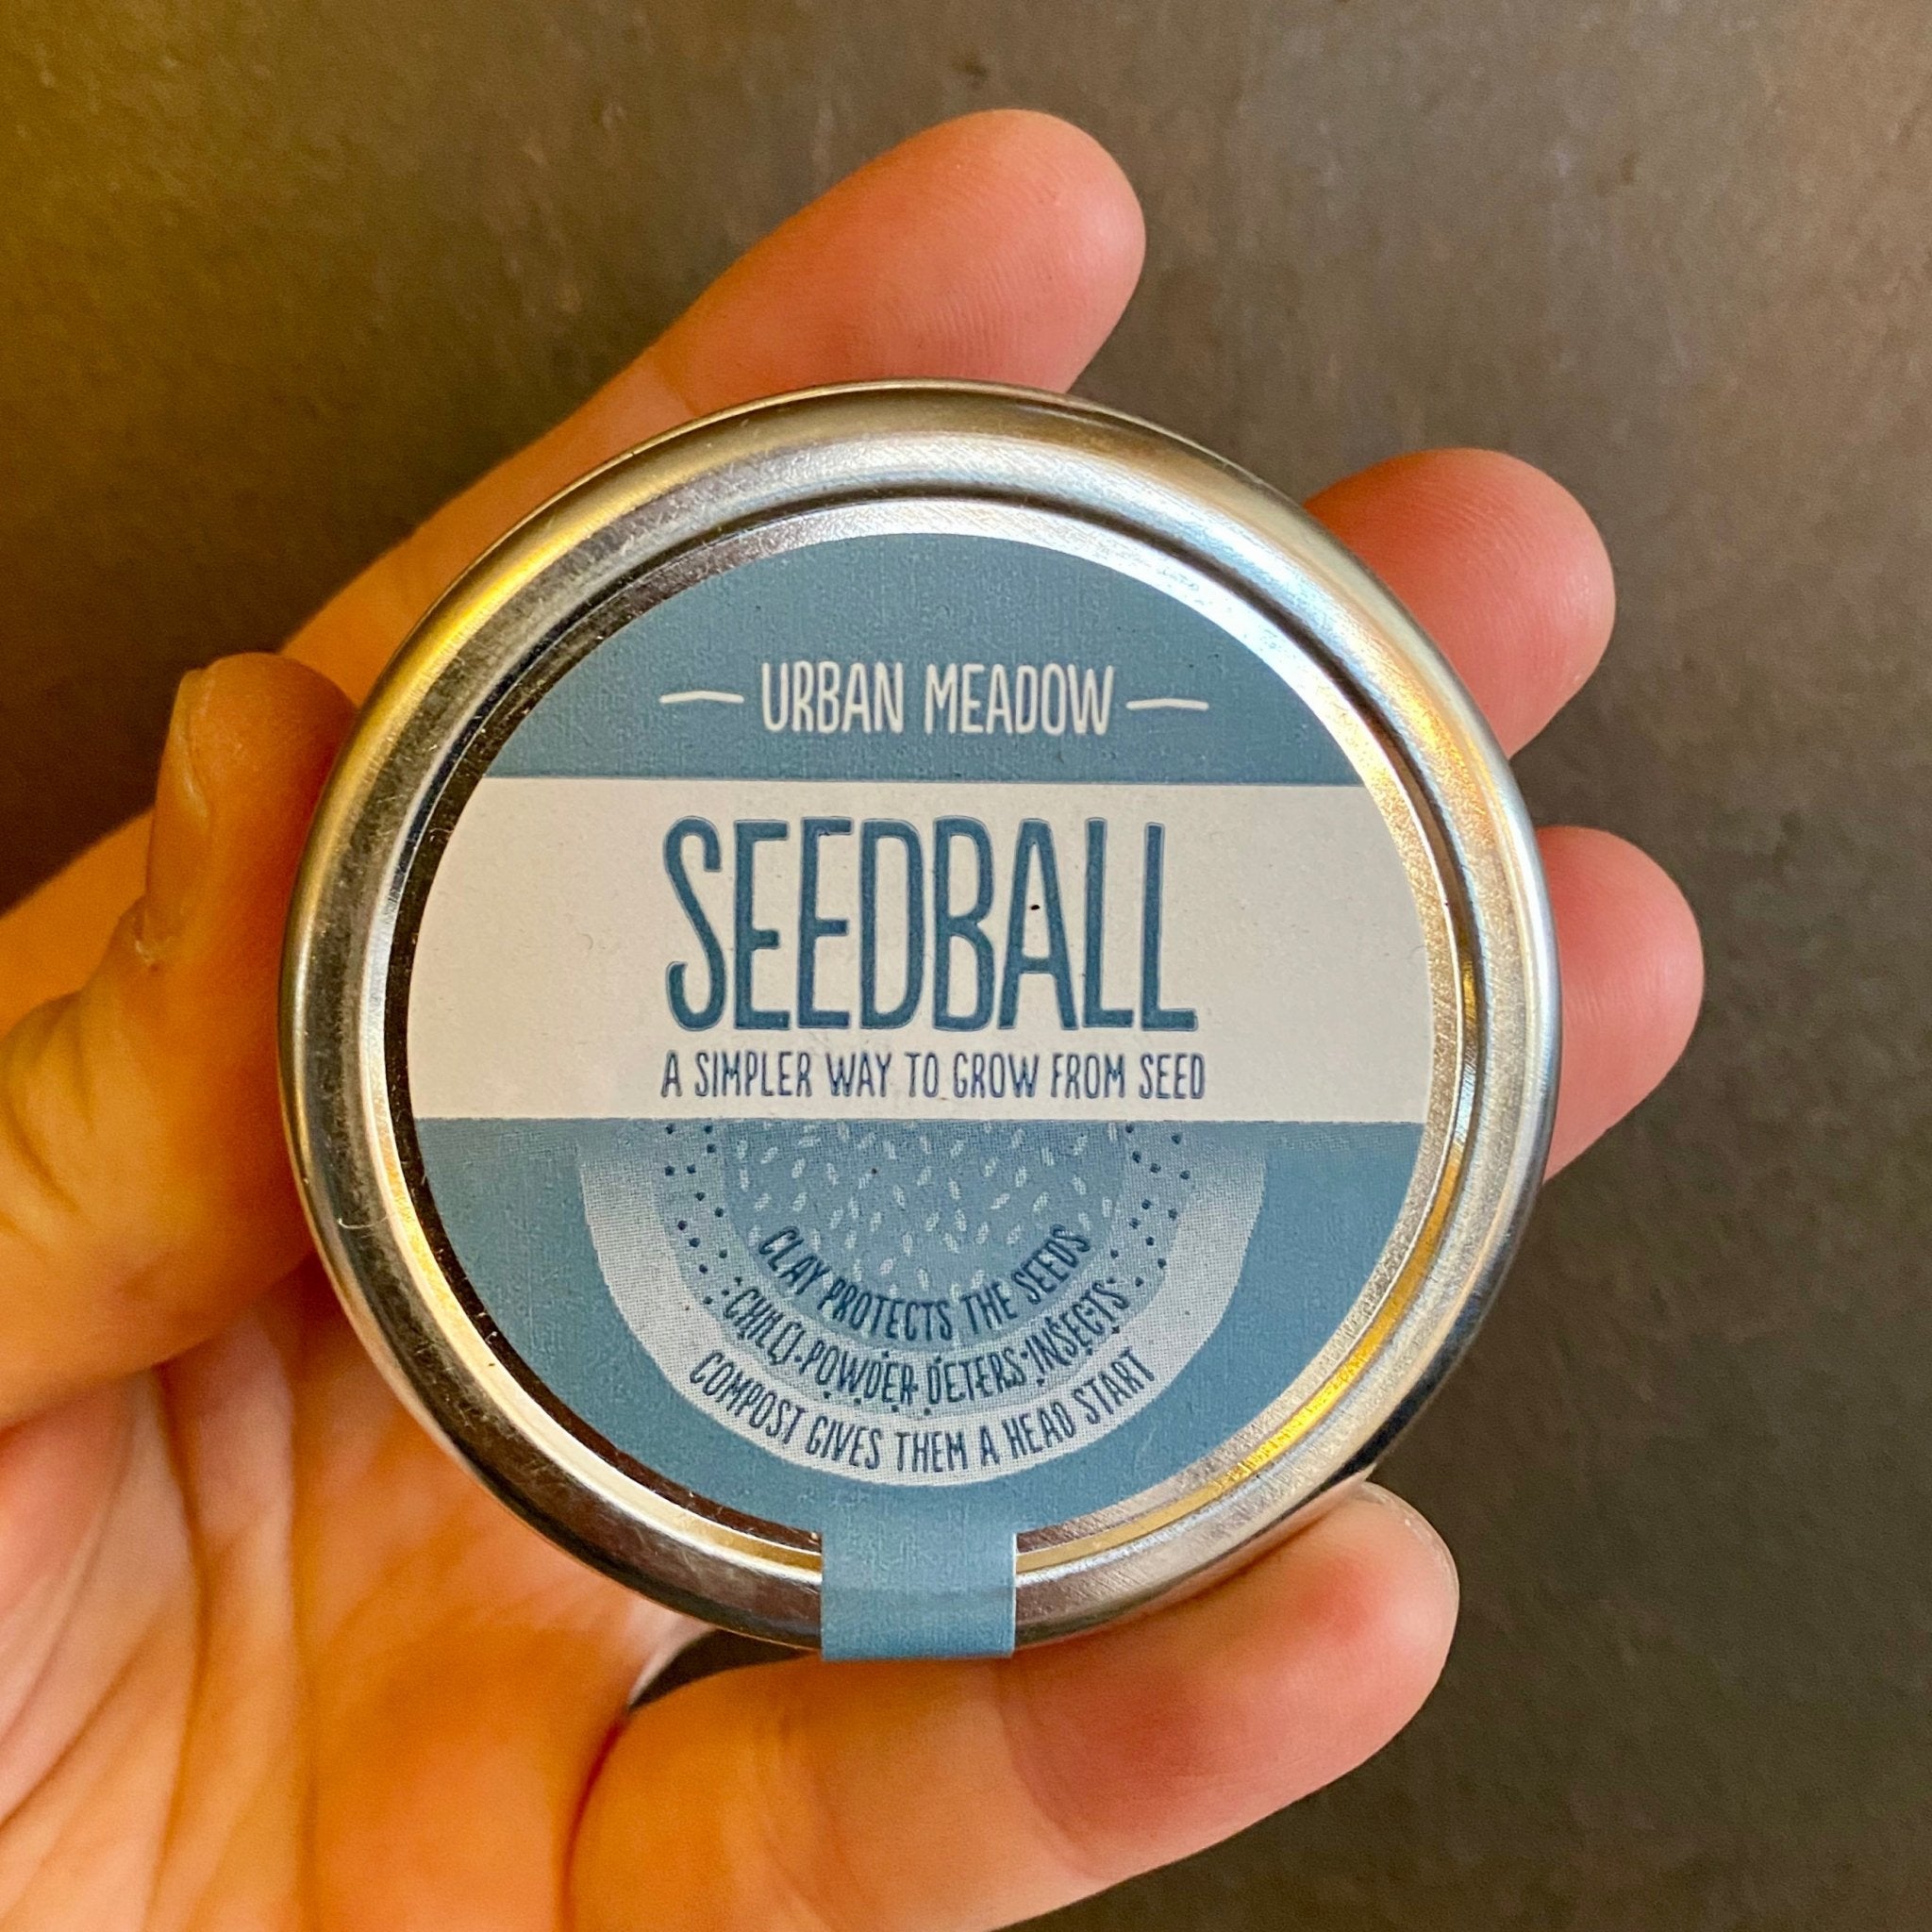 URBAN MEADOW
SEEDBALL
A SIMPLER WAY TO GROW FROM SEED
CLAY PROTECTS THE SEEDS
CHILLI POWDER DETERS INSECTS
COMPOST GIVES THEM A HEAD START